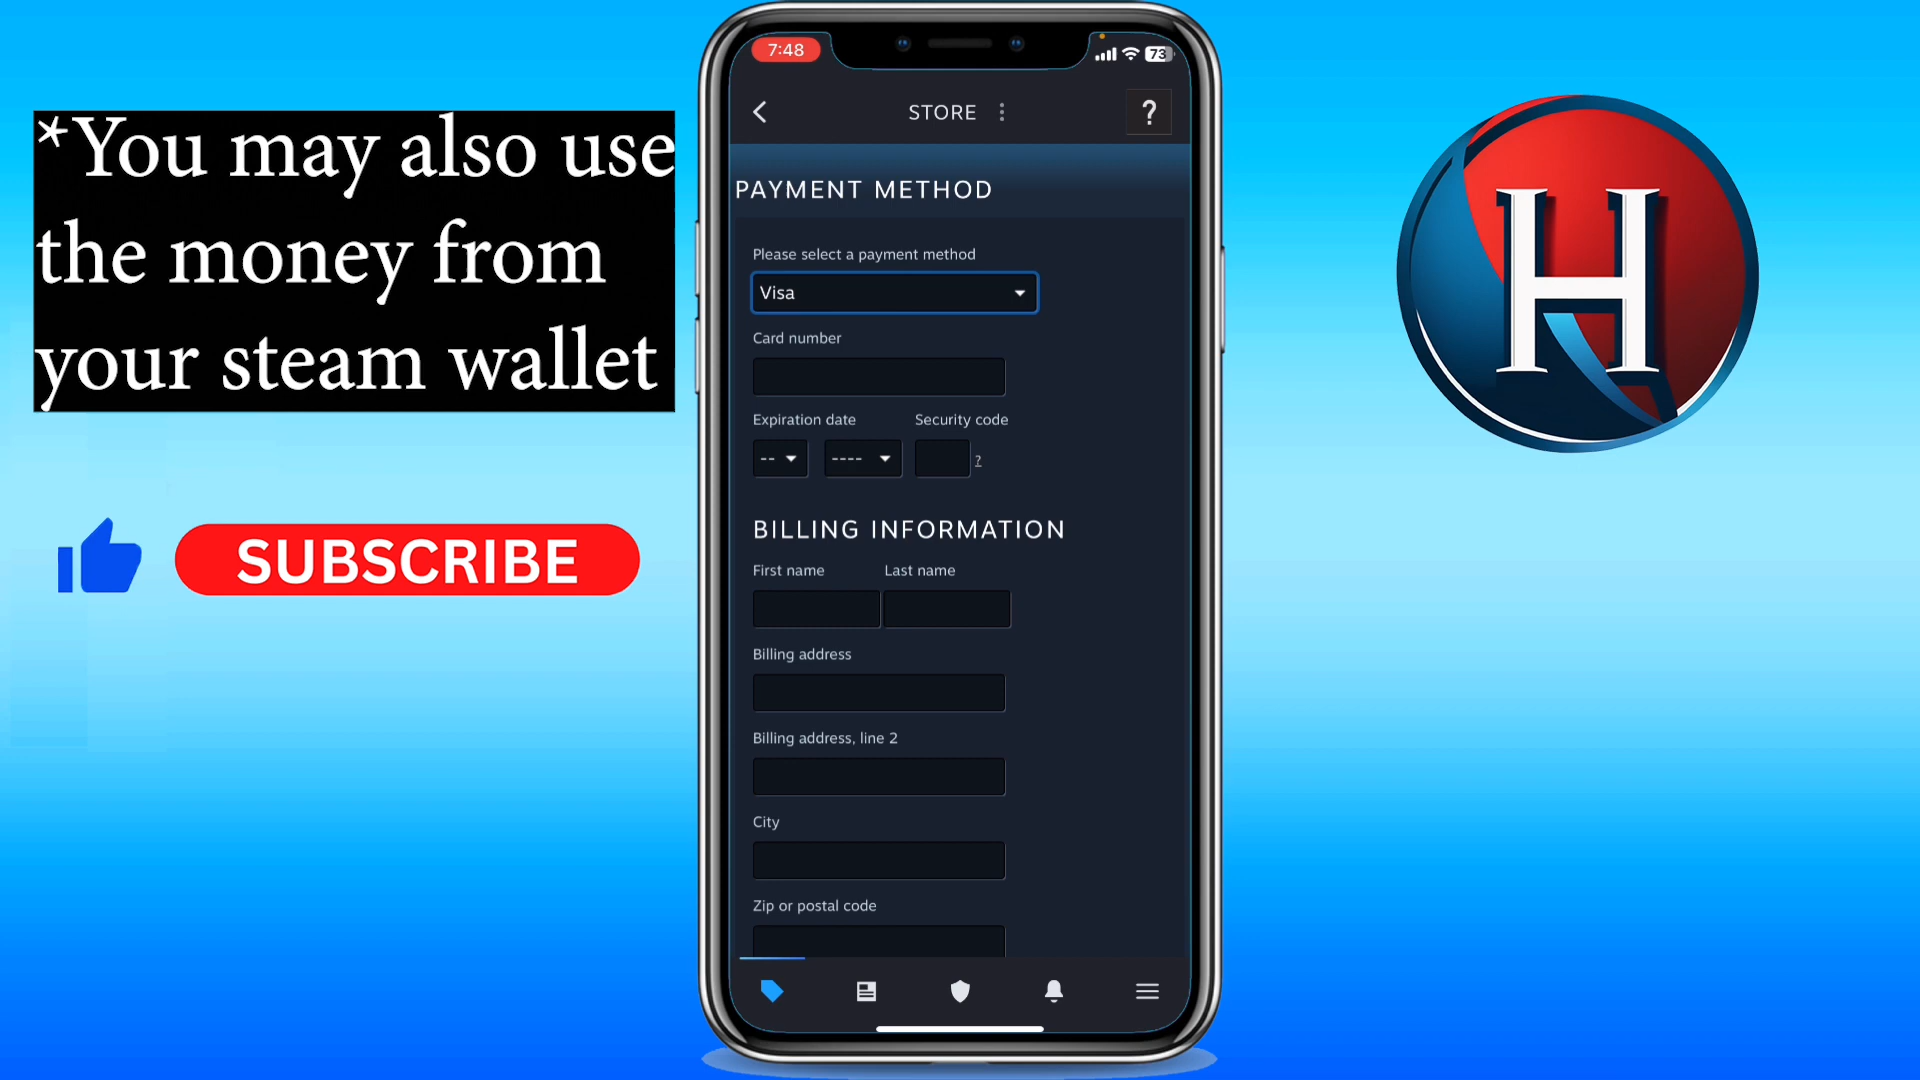 *You may also use
the money from
your steam wallet
SUBSCRIBE
7:48
73
STORE
?
PAYMENT METHOD
Please select a payment method
Visa
Card number
Expiration date Security code
-- ---- ?
BILLING INFORMATION
First name Last name
Billing address
Billing address, line 2
City
Zip or postal code
H